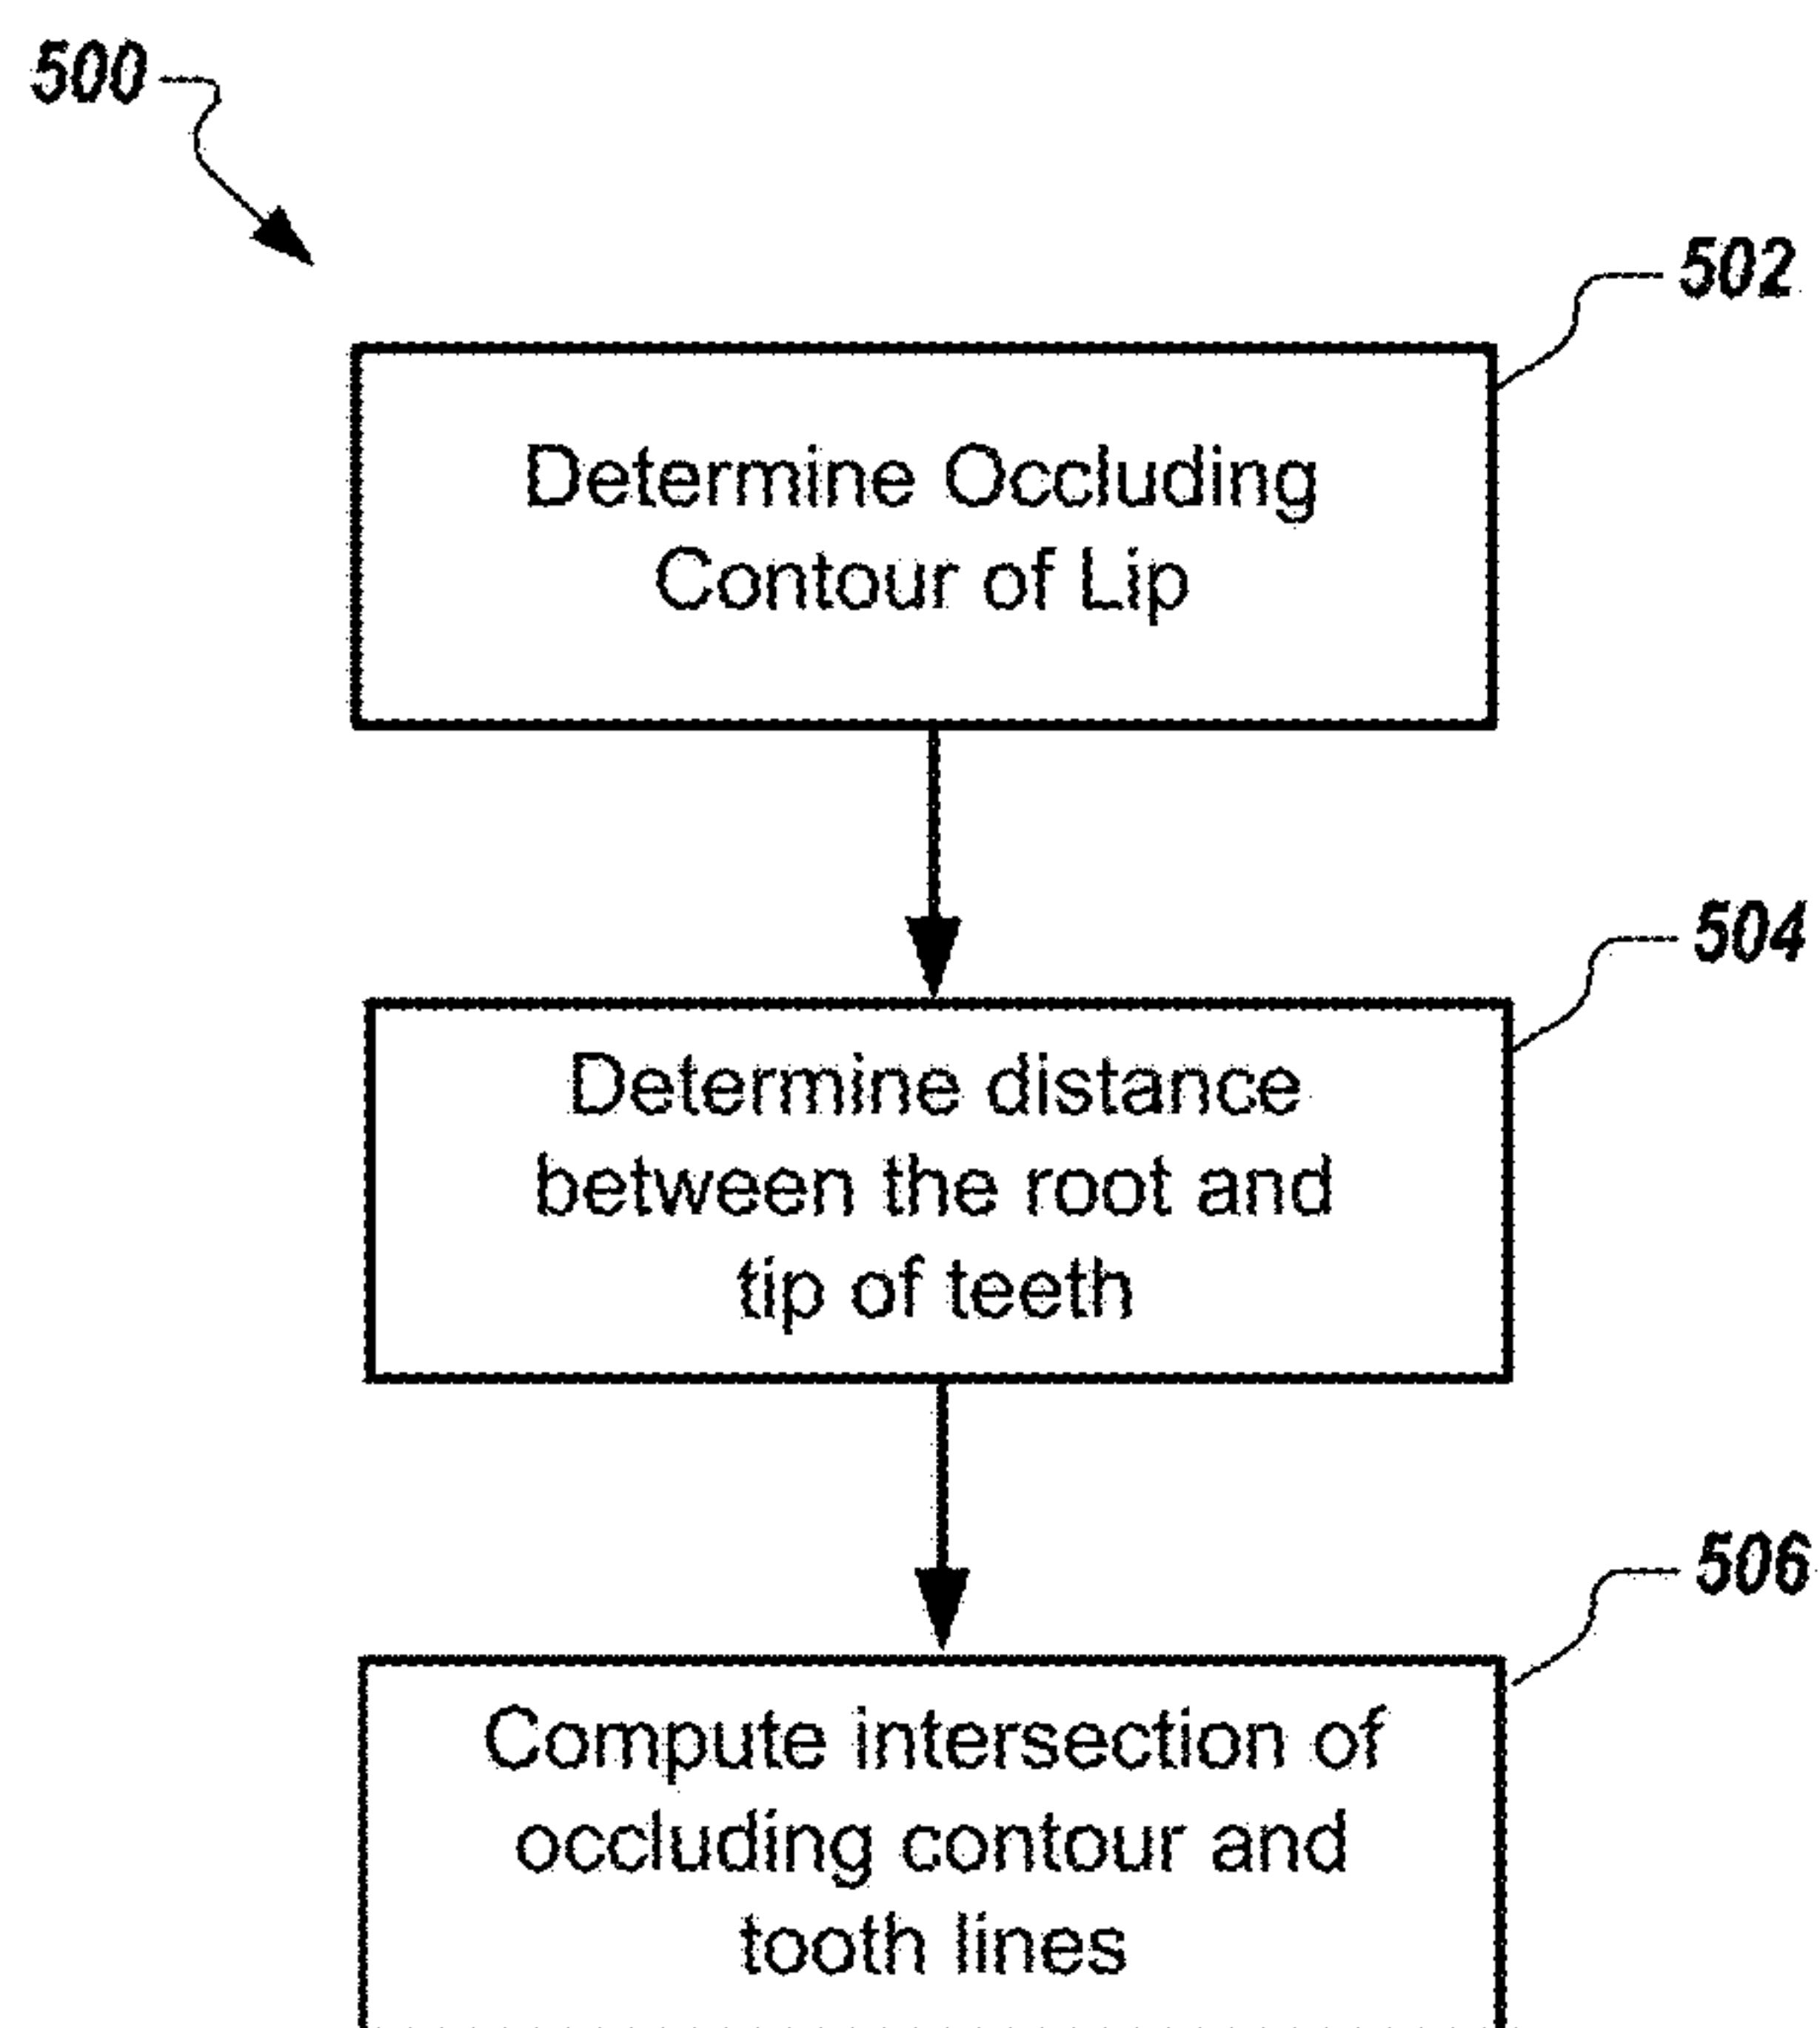 500
502
Determine Occluding
Contour of Lip
504
Determine distance
between the root and
tip of teeth
506
Compute intersection of
occluding contour and
tooth lines